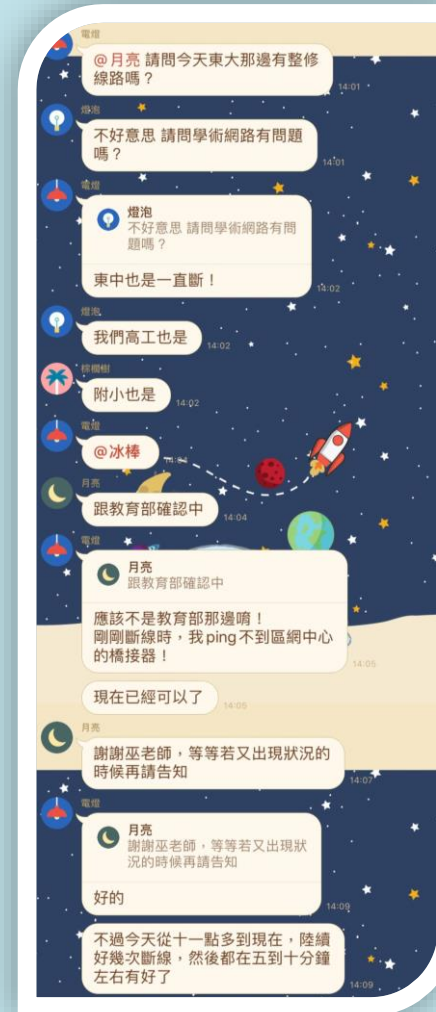 電燈
@月亮 請問今天東大那邊有整修
線路嗎？
14:01
燈泡
不好意思 請問學術網路有問題
嗎？
14:01
電燈
燈泡
不好意思 請問學術網路有問
題嗎？
東中也是一直斷！
14:02
燈泡
我們高工也是
14:02
棕櫚樹
附小也是
14:02
電燈
@冰棒
14:04
月亮
跟教育部確認中
14:04
電燈
月亮
跟教育部確認中
應該不是教育部那邊唷！
剛剛斷線時，我ping不到區網中心
的橋接器！
14:05
現在已經可以了
14:05
月亮
謝謝巫老師，等等若又出現狀況的
時候再請告知
14:07
電燈
月亮
謝謝巫老師，等等若又出現狀
況的時候再請告知
好的
14:09
不過今天從十一點多到現在，陸續
好幾次斷線，然後都在五到十分鐘
左右有好了
14:09